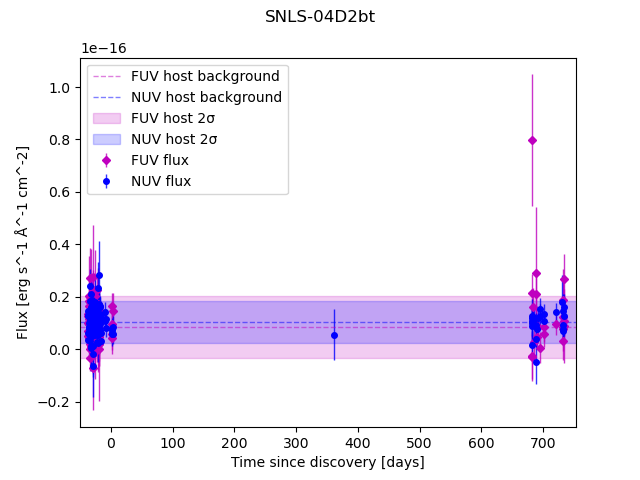 SNLS-04D2bt
1e−16
FUV host background
NUV host background
FUV host 2σ
NUV host 2σ
FUV flux
NUV flux
1.0
0.8
0.6
0.4
0.2
0.0
−0.2
Flux [erg s^-1 Å^-1 cm^-2]
0 100 200 300 400 500 600 700
Time since discovery [days]